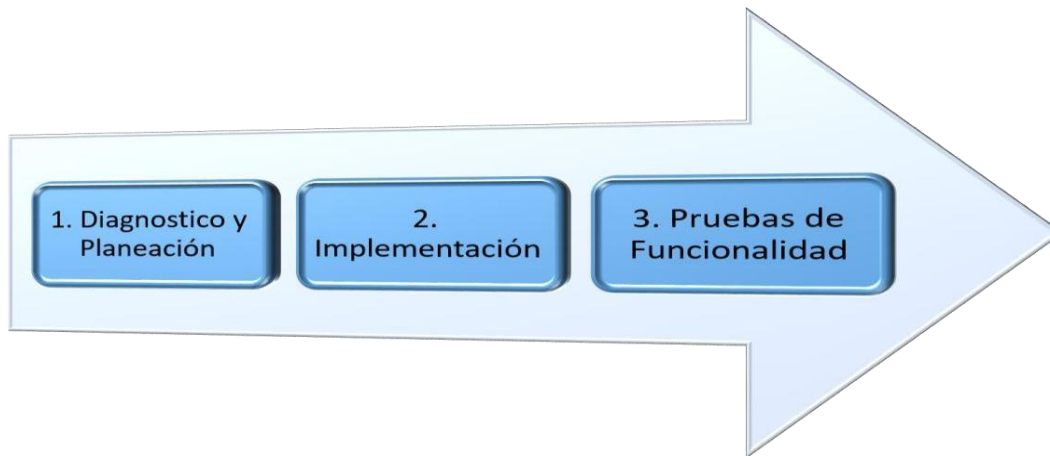 1. Diagnostico y
Planeación
2.
Implementación
3. Pruebas de
Funcionalidad